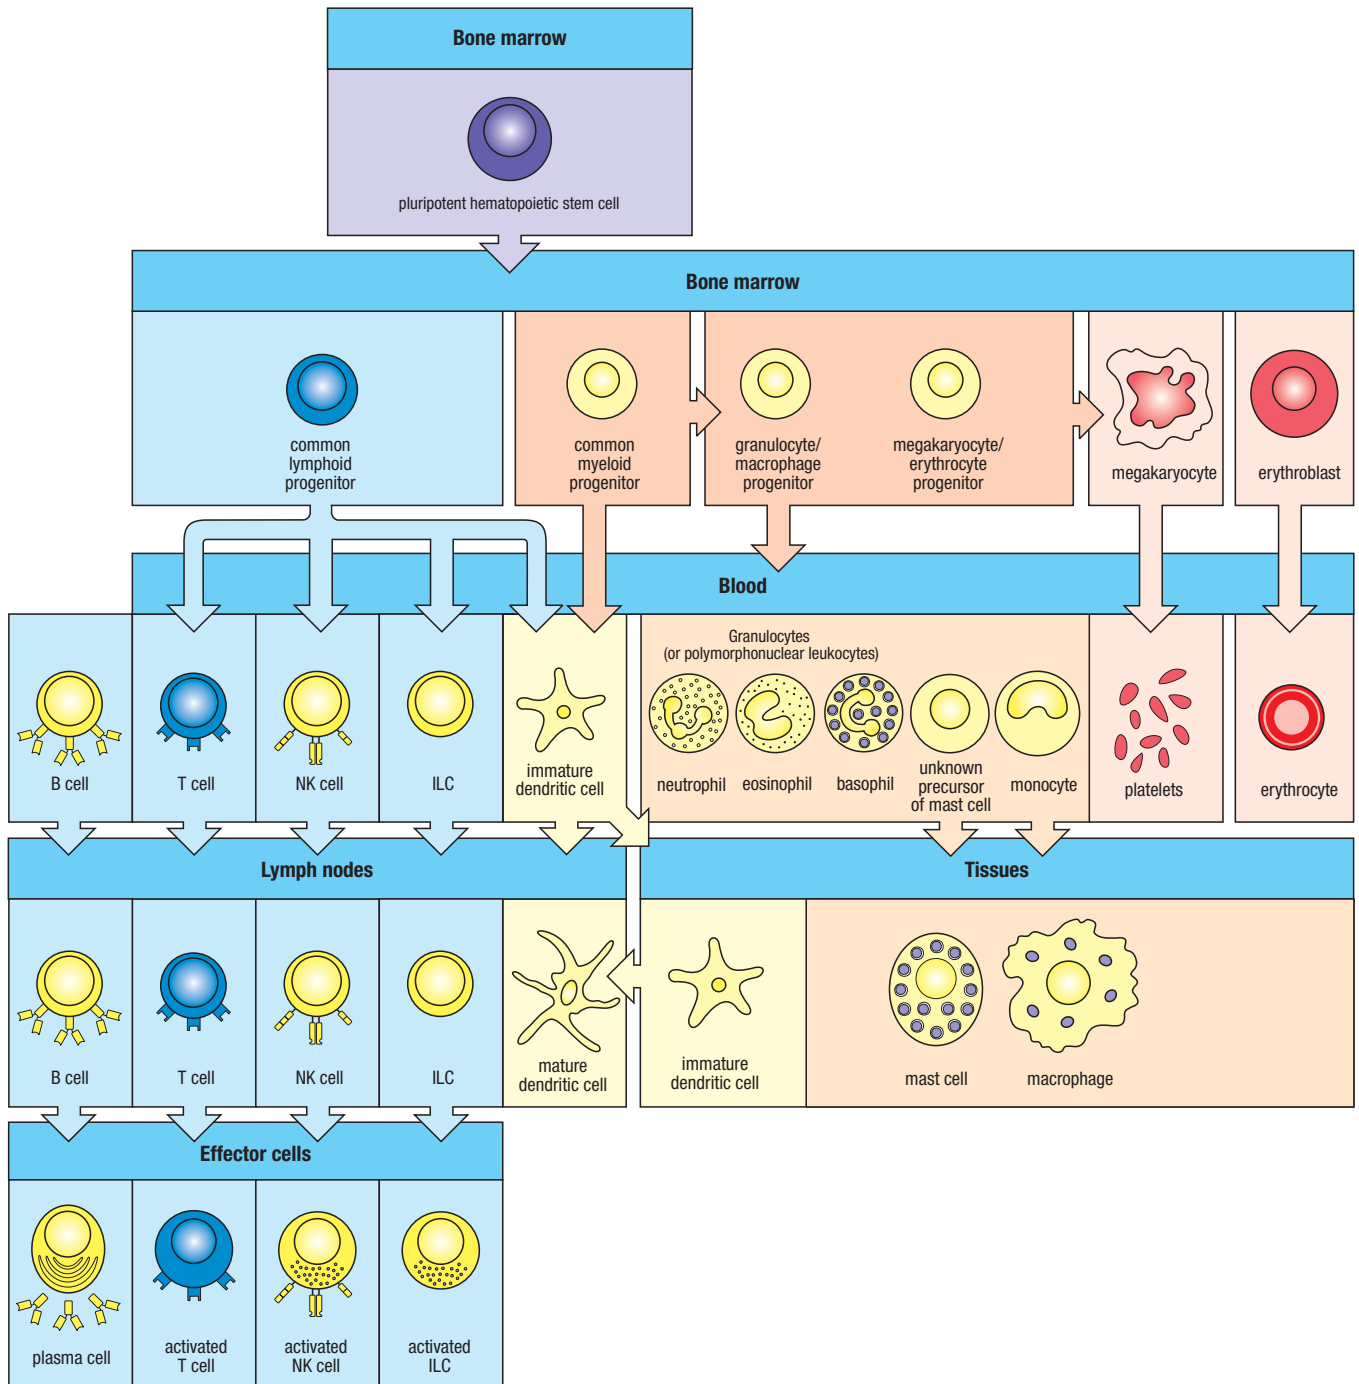 Bone marrow
pluripotent hematopoietic stem cell
Bone marrow
common
lymphoid
progenitor
common
myeloid
progenitor
granulocyte/
macrophage
progenitor
megakaryocyte/
erythrocyte
progenitor
megakaryocyte
erythroblast
Blood
Granulocytes
(or polymorphonuclear leukocytes)
B cell
T cell
NK cell
ILC
immature
dendritic cell
neutrophil
eosinophil
basophil
unknown
precursor
of mast cell
monocyte
platelets
erythrocyte
Lymph nodes
Tissues
B cell
T cell
NK cell
ILC
mature
dendritic cell
immature
dendritic cell
mast cell
macrophage
Effector cells
plasma cell
activated
T cell
activated
NK cell
activated
ILC